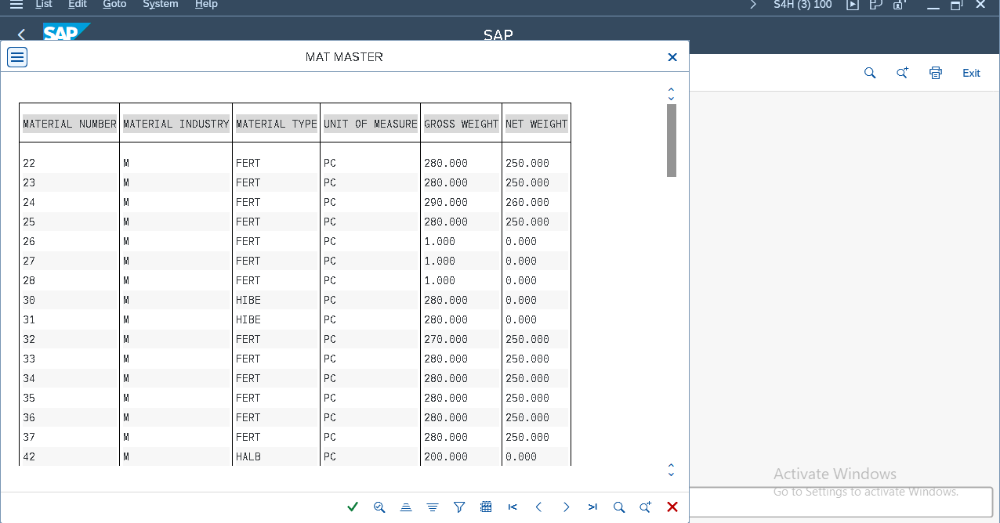 List Edit Goto System Help S4H (3) 100
SAP SAP
MAT MASTER
Exit
MATERIAL NUMBER MATERIAL INDUSTRY MATERIAL TYPE UNIT OF MEASURE GROSS WEIGHT NET WEIGHT
22 M FERT PC 280.000 250.000
23 M FERT PC 280.000 250.000
24 M FERT PC 290.000 260.000
25 M FERT PC 280.000 250.000
26 M FERT PC 1.000 0.000
27 M FERT PC 1.000 0.000
28 M FERT PC 1.000 0.000
30 M HIBE PC 280.000 0.000
31 M HIBE PC 280.000 0.000
32 M FERT PC 270.000 250.000
33 M FERT PC 280.000 250.000
34 M FERT PC 280.000 250.000
35 M FERT PC 280.000 250.000
36 M FERT PC 280.000 250.000
37 M FERT PC 280.000 250.000
42 M HALB PC 200.000 0.000
Activate Windows
Go to Settings to activate Windows.